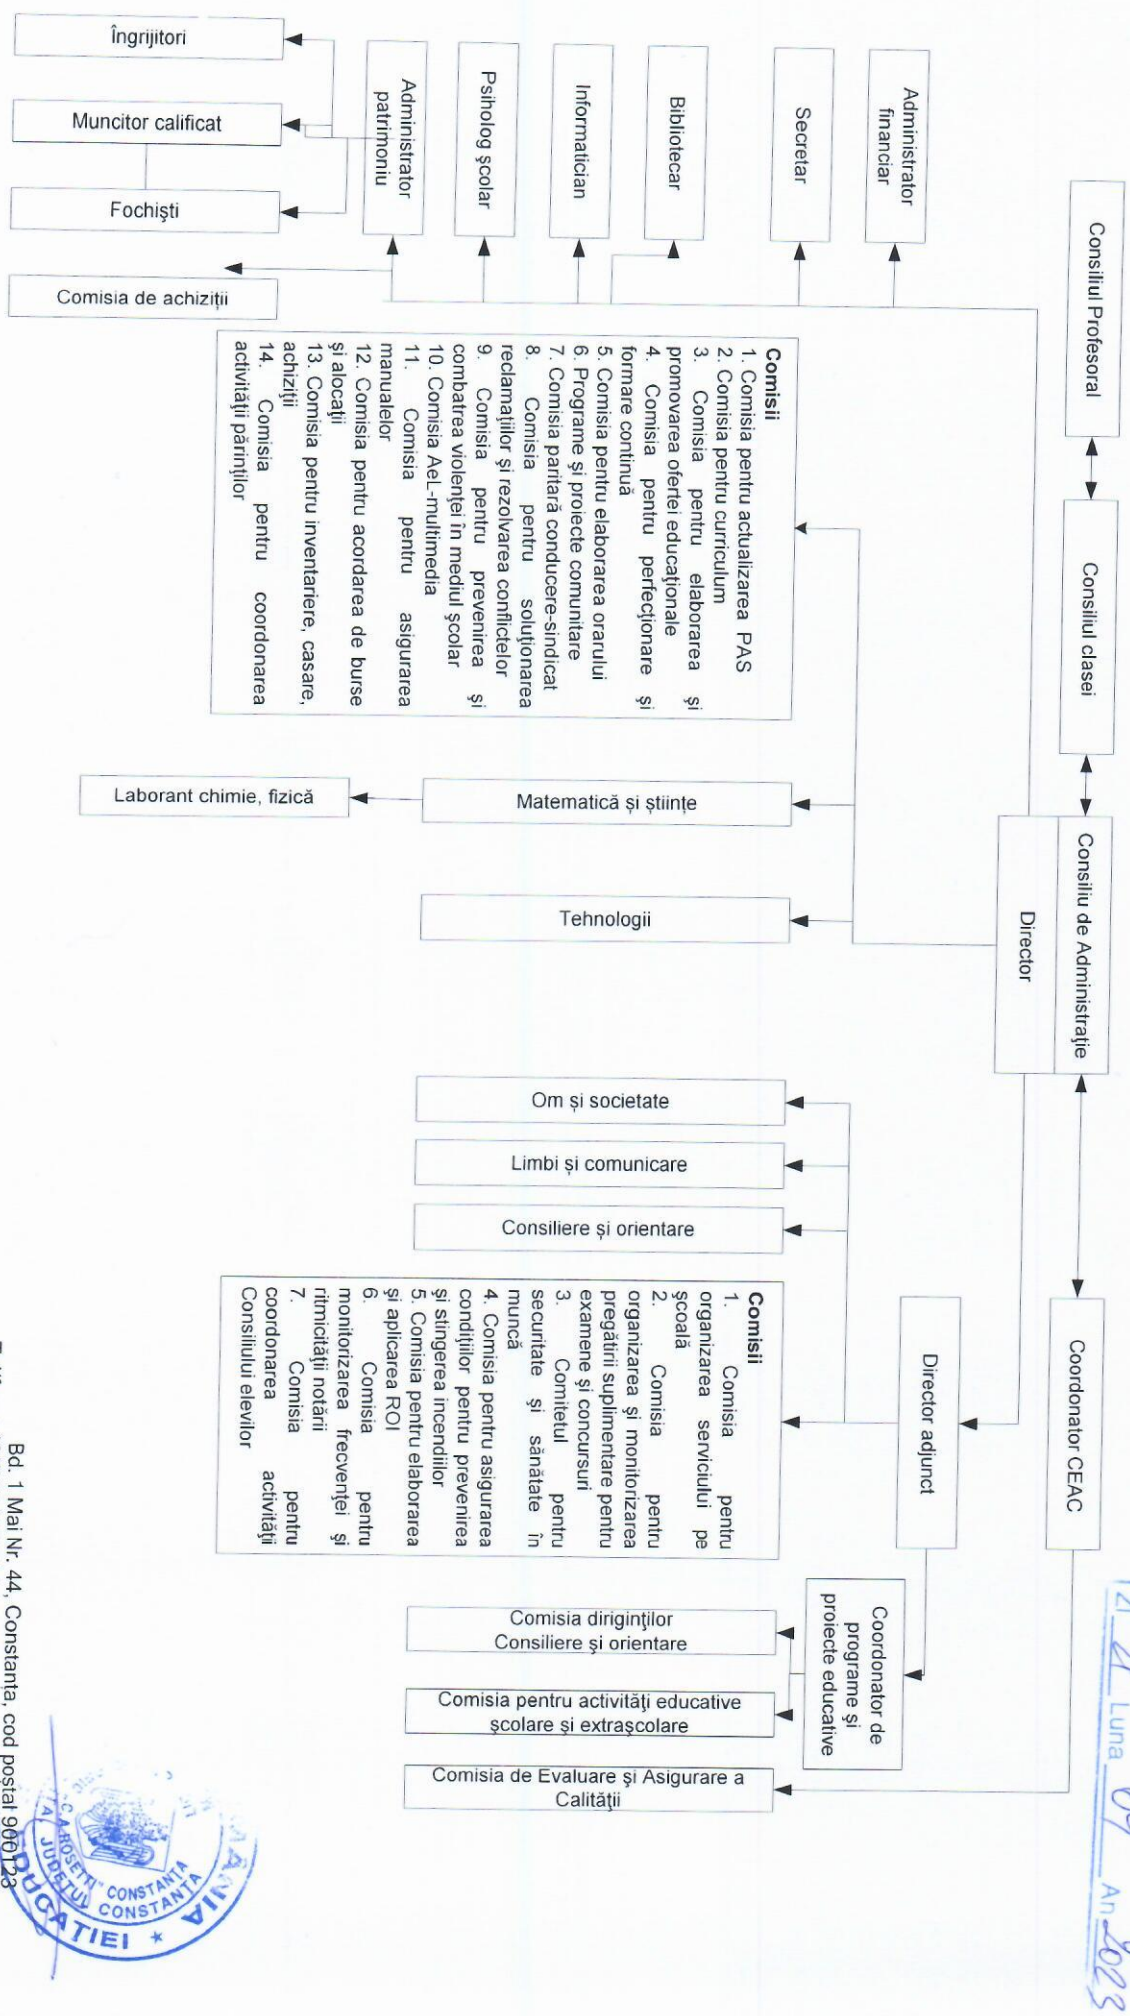 Zi 4 Luna 09 An 2023
Consiliul Profesoral
Consiliul clasei
Consiliu de Administrație
Director
Coordonator CEAC
Director adjunct
Coordonator de
programe și
proiecte educative
Administrator
financiar
Secretar
Bibliotecar
Informatician
Psiholog școlar
Administrator
patrimoniu
Îngrijitori
Muncitor calificat
Fochiști
Comisia de achiziții
Comisii
1. Comisia pentru actualizarea PAS
2. Comisia pentru curriculum
3. Comisia pentru elaborarea și
promovarea ofertei educaționale
4. Comisia pentru perfecționare și
formare continuă
5. Comisia pentru elaborarea orarului
6. Programe și proiecte comunitare
7. Comisia paritară conducere-sindicat
8. Comisia pentru soluționarea
reclamațiilor și rezolvarea conflictelor
9. Comisia pentru prevenirea și
combatrea violenței în mediul școlar
10. Comisia AeL-multimedia
11. Comisia pentru asigurarea
manualelor
12. Comisia pentru acordarea de burse
și alocații
13. Comisia pentru inventariere, casare,
achiziții
14. Comisia pentru coordonarea
activității părinților
Matematică și științe
Laborant chimie, fizică
Tehnologii
Om și societate
Limbi și comunicare
Consiliere și orientare
Comisii
1. Comisia pentru
organizarea serviciului pe
școală
2. Comisia pentru
organizarea și monitorizarea
pregătirii suplimentare pentru
examene și concursuri
3. Comitetul pentru
securitate și sănătate în
muncă
4. Comisia pentru asigurarea
condițiilor pentru prevenirea
și stingerea incendiilor
5. Comisia pentru elaborarea
și aplicarea ROI
6. Comisia pentru
monitorizarea frecvenței și
ritmicității notării
7. Comisia pentru
coordonarea activității
Consiliului elevilor
Comisia diriginților
Consiliere și orientare
Comisia pentru activități educative
școlare și extrașcolare
Comisia de Evaluare și Asigurare a
Calității
Bd. 1 Mai Nr. 44, Constanța, cod poștal 900123
"C.A. ROSETTI" CONSTANTA
JUDETUL CONSTANTA
EDUCATIEI